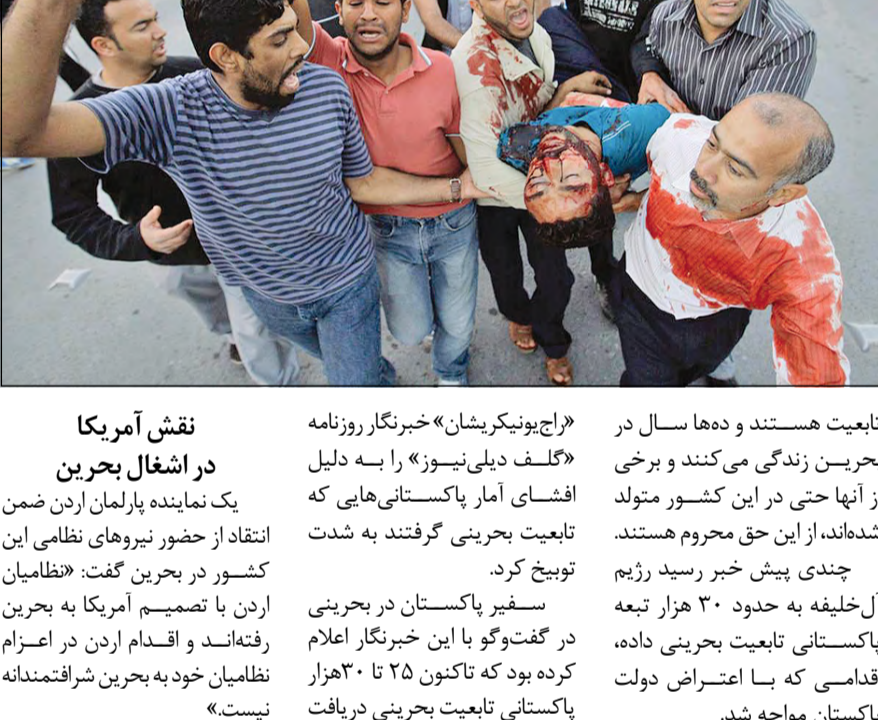 تابعیت هستند و ده‌ها سال در
بحرین زندگی می‌کنند و برخی
از آنها حتی در این کشور متولد
شده‌اند، از این حق محروم هستند.
چندی پیش خبر رسید رژیم
آل‌خلیفه به حدود ۳۰ هزار تبعه
پاکستانی تابعیت بحرینی داده،
اقدامی که با اعتراض دولت
پاکستان مواجه شد.
«راج‌یونیکریشان» خبرنگار روزنامه
«گلف دیلی‌نیوز» را به دلیل
افشای آمار پاکستانی‌هایی که
تابعیت بحرینی گرفتند به شدت
توبیخ کرد.
سفیر پاکستان در بحرینی
در گفت‌وگو با این خبرنگار اعلام
کرده بود که تاکنون ۲۵ تا ۳۰هزار
پاکستانی تابعیت بحرینی دریافت
نقش آمریکا
در اشغال بحرین
یک نماینده پارلمان اردن ضمن
انتقاد از حضور نیروهای نظامی این
کشور در بحرین گفت: «نظامیان
اردن با تصمیم آمریکا به بحرین
رفته‌اند و اقدام اردن در اعزام
نظامیان خود به بحرین شرافتمندانه
نیست.»